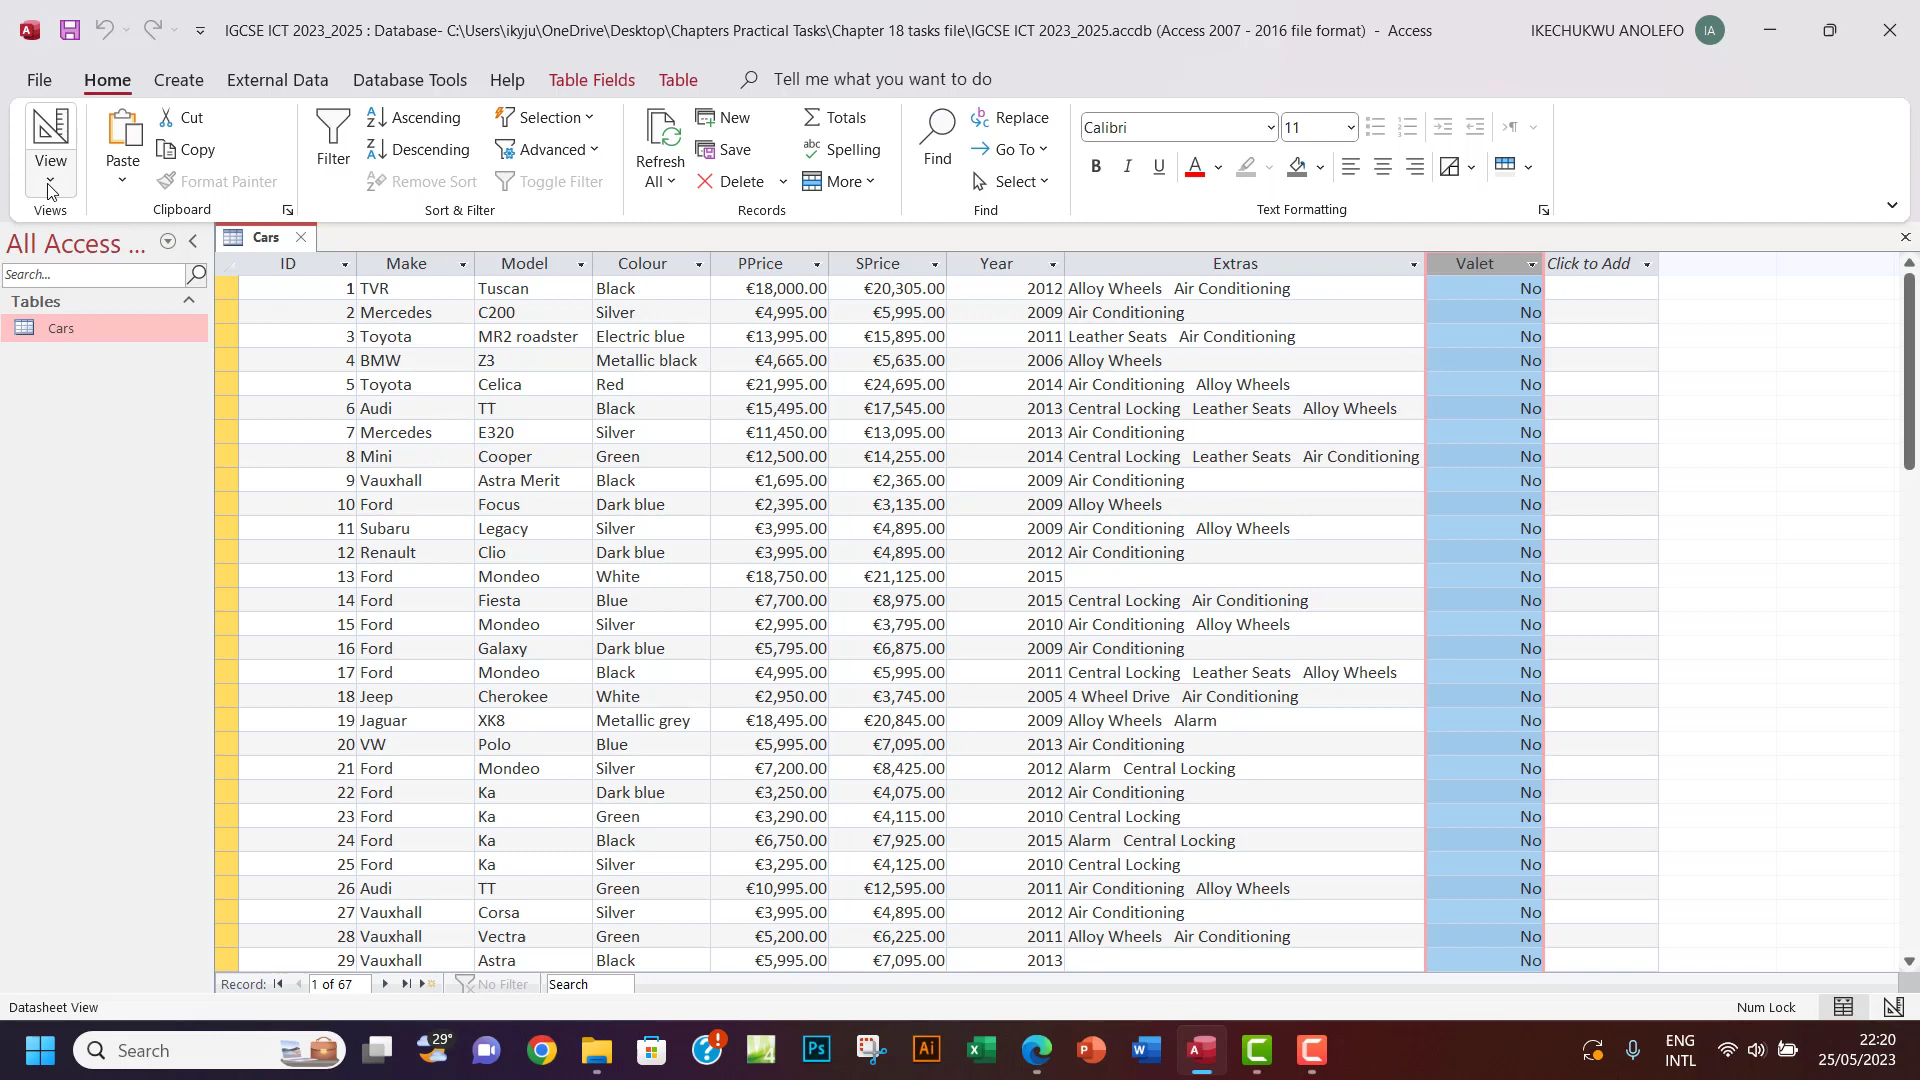 IGCSE ICT 2023_2025 : Database- C:\Users\ikyju\OneDrive\Desktop\Chapters Practical Tasks\Chapter 18 tasks file\IGCSE ICT 2023_2025.accdb (Access 2007 - 2016 file format) - Access IKECHUKWU ANOLEFO IA
File Home Create External Data Database Tools Help Table Fields Table Tell me what you want to do
View Paste Cut Copy Format Painter Filter Ascending Descending Remove Sort Selection Advanced Toggle Filter Refresh All New Save Delete Totals Spelling More Find Replace Go To Select Calibri 11
Views Clipboard Sort & Filter Records Find Text Formatting
All Access ...
Search...
Tables
Cars
Cars
ID Make Model Colour PPrice SPrice Year Extras Valet Click to Add
1 TVR Tuscan Black €18,000.00 €20,305.00 2012 Alloy Wheels Air Conditioning No
2 Mercedes C200 Silver €4,995.00 €5,995.00 2009 Air Conditioning No
3 Toyota MR2 roadster Electric blue €13,995.00 €15,895.00 2011 Leather Seats Air Conditioning No
4 BMW Z3 Metallic black €4,665.00 €5,635.00 2006 Alloy Wheels No
5 Toyota Celica Red €21,995.00 €24,695.00 2014 Air Conditioning Alloy Wheels No
6 Audi TT Black €15,495.00 €17,545.00 2013 Central Locking Leather Seats Alloy Wheels No
7 Mercedes E320 Silver €11,450.00 €13,095.00 2013 Air Conditioning No
8 Mini Cooper Green €12,500.00 €14,255.00 2014 Central Locking Leather Seats Air Conditioning No
9 Vauxhall Astra Merit Black €1,695.00 €2,365.00 2009 Air Conditioning No
10 Ford Focus Dark blue €2,395.00 €3,135.00 2009 Alloy Wheels No
11 Subaru Legacy Silver €3,995.00 €4,895.00 2009 Air Conditioning Alloy Wheels No
12 Renault Clio Dark blue €3,995.00 €4,895.00 2012 Air Conditioning No
13 Ford Mondeo White €18,750.00 €21,125.00 2015 No
14 Ford Fiesta Blue €7,700.00 €8,975.00 2015 Central Locking Air Conditioning No
15 Ford Mondeo Silver €2,995.00 €3,795.00 2010 Air Conditioning Alloy Wheels No
16 Ford Galaxy Dark blue €5,795.00 €6,875.00 2009 Air Conditioning No
17 Ford Mondeo Black €4,995.00 €5,995.00 2011 Central Locking Leather Seats Alloy Wheels No
18 Jeep Cherokee White €2,950.00 €3,745.00 2005 4 Wheel Drive Air Conditioning No
19 Jaguar XK8 Metallic grey €18,495.00 €20,845.00 2009 Alloy Wheels Alarm No
20 VW Polo Blue €5,995.00 €7,095.00 2013 Air Conditioning No
21 Ford Mondeo Silver €7,200.00 €8,425.00 2012 Alarm Central Locking No
22 Ford Ka Dark blue €3,250.00 €4,075.00 2012 Air Conditioning No
23 Ford Ka Green €3,290.00 €4,115.00 2010 Central Locking No
24 Ford Ka Black €6,750.00 €7,925.00 2015 Alarm Central Locking No
25 Ford Ka Silver €3,295.00 €4,125.00 2010 Central Locking No
26 Audi TT Green €10,995.00 €12,595.00 2011 Air Conditioning Alloy Wheels No
27 Vauxhall Corsa Silver €3,995.00 €4,895.00 2012 Air Conditioning No
28 Vauxhall Vectra Green €5,200.00 €6,225.00 2011 Alloy Wheels Air Conditioning No
29 Vauxhall Astra Black €5,995.00 €7,095.00 2013 No
Record: 1 of 67 No Filter Search
Datasheet View Num Lock
Search 29° ENG INTL 22:20
25/05/2023